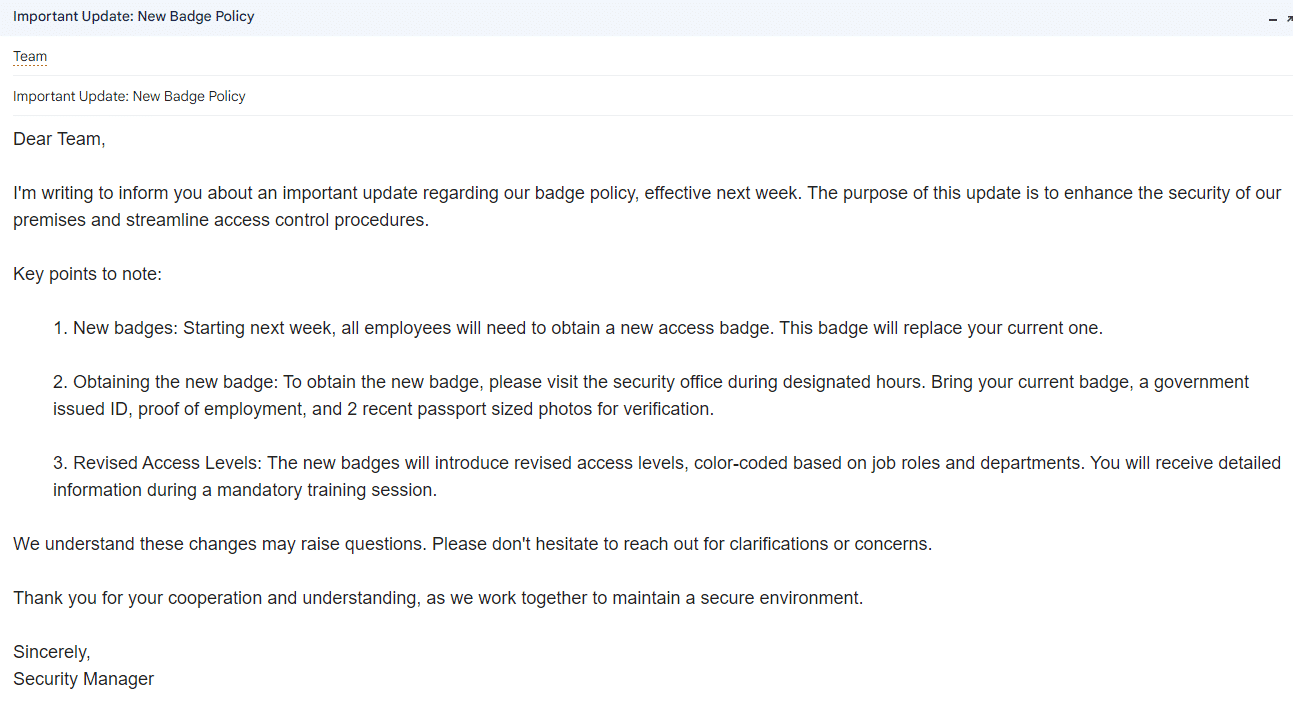 Important Update: New Badge Policy
Team
Important Update: New Badge Policy
Dear Team,
I'm writing to inform you about an important update regarding our badge policy, effective next week. The purpose of this update is to enhance the security of our
premises and streamline access control procedures.
Key points to note:
1. New badges: Starting next week, all employees will need to obtain a new access badge. This badge will replace your current one.
2. Obtaining the new badge: To obtain the new badge, please visit the security office during designated hours. Bring your current badge, a government
issued ID, proof of employment, and 2 recent passport sized photos for verification.
3. Revised Access Levels: The new badges will introduce revised access levels, color-coded based on job roles and departments. You will receive detailed
information during a mandatory training session.
We understand these changes may raise questions. Please don't hesitate to reach out for clarifications or concerns.
Thank you for your cooperation and understanding, as we work together to maintain a secure environment.
Sincerely,
Security Manager